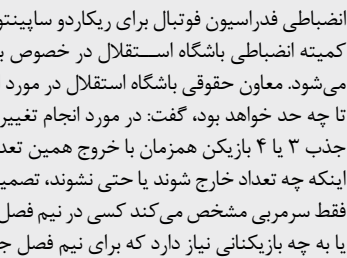 انضباطی فدراسیون فوتبال برای ریکاردو ساپینتو
کمیته انضباطی باشگاه اســتقلال در خصوص
می‌شود. معاون حقوقی باشگاه استقلال در مورد
تا چه حد خواهد بود، گفت: در مورد انجام تغییر
جذب ۳ یا ۴ بازیکن همزمان با خروج همین
اینکه چه تعداد خارج شوند یا حتی نشوند،
فقط سرمربی مشخص می‌کند کسی در نیم فصل
یا به چه بازیکنانی نیاز دارد که برای نیم فصل